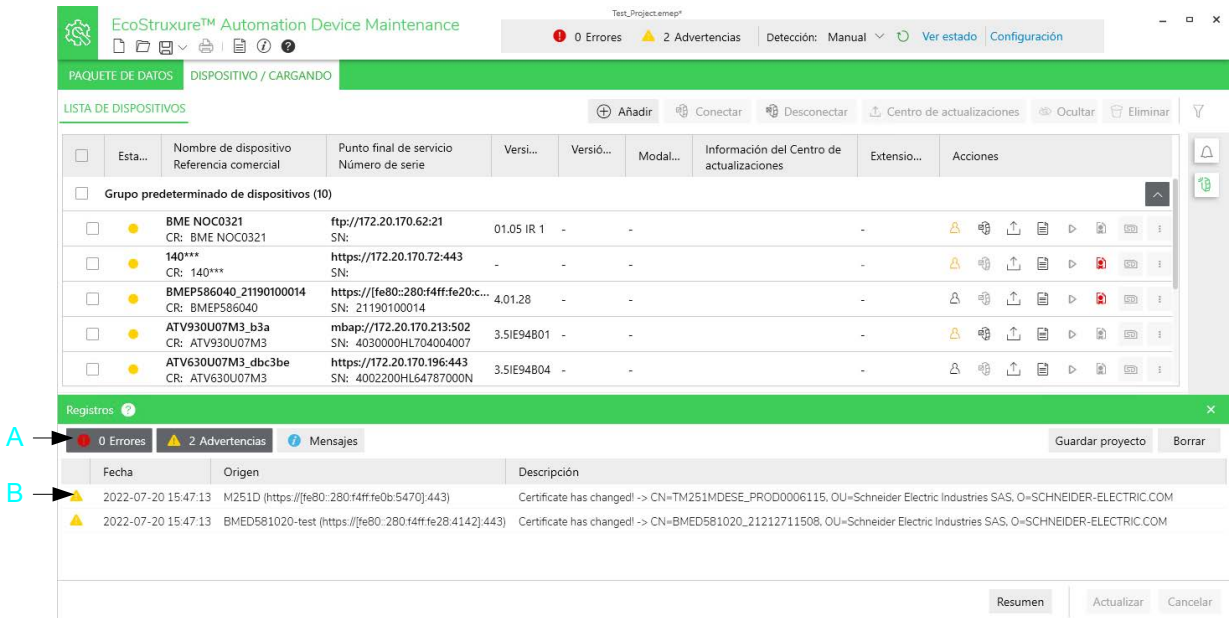 Test_Project.emep*
EcoStruxure™ Automation Device Maintenance
0 Errores 2 Advertencias Detección: Manual Ver estado Configuración
PAQUETE DE DATOS DISPOSITIVO / CARGANDO
LISTA DE DISPOSITIVOS
Añadir Conectar Desconectar Centro de actualizaciones Ocultar Eliminar
Esta... Nombre de dispositivo Punto final de servicio Versi... Versió... Modal... Información del Centro de Extensio... Acciones
Referencia comercial Número de serie actualizaciones
Grupo predeterminado de dispositivos (10)
BME NOC0321 ftp://172.20.170.62:21 01.05 IR 1 - - -
CR: BME NOC0321 SN:
140*** https://172.20.170.72:443 - - - -
CR: 140*** SN:
BMEP586040_21190100014 https://[fe80::280:f4ff:fe20:c... 4.01.28 - - -
CR: BMEP586040 SN: 21190100014
ATV930U07M3_b3a mbap://172.20.170.213:502 3.5IE94B01 - - -
CR: ATV930U07M3 SN: 4030000HL704004007
ATV630U07M3_dbc3be https://172.20.170.196:443 3.5IE94B04 - - -
CR: ATV630U07M3 SN: 4002200HL64787000N
Registros ?
A
0 Errores 2 Advertencias Mensajes Guardar proyecto Borrar
Fecha Origen Descripción
B
2022-07-20 15:47:13 M251D (https://[fe80::280:f4ff:fe0b:5470]:443) Certificate has changed! -> CN=TM251MDESE_PROD0006115, OU=Schneider Electric Industries SAS, O=SCHNEIDER-ELECTRIC.COM
2022-07-20 15:47:13 BMED581020-test (https://[fe80::280:f4ff:fe28:4142]:443) Certificate has changed! -> CN=BMED581020_21212711508, OU=Schneider Electric Industries SAS, O=SCHNEIDER-ELECTRIC.COM
Resumen Actualizar Cancelar